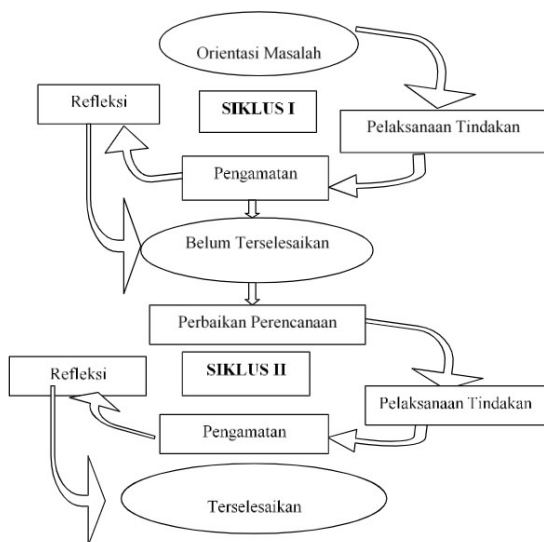 Orientasi Masalah
Refleksi
SIKLUS I
Pelaksanaan Tindakan
Pengamatan
Belum Terselesaikan
Perbaikan Perencanaan
Refleksi
SIKLUS II
Pelaksanaan Tindakan
Pengamatan
Terselesaikan